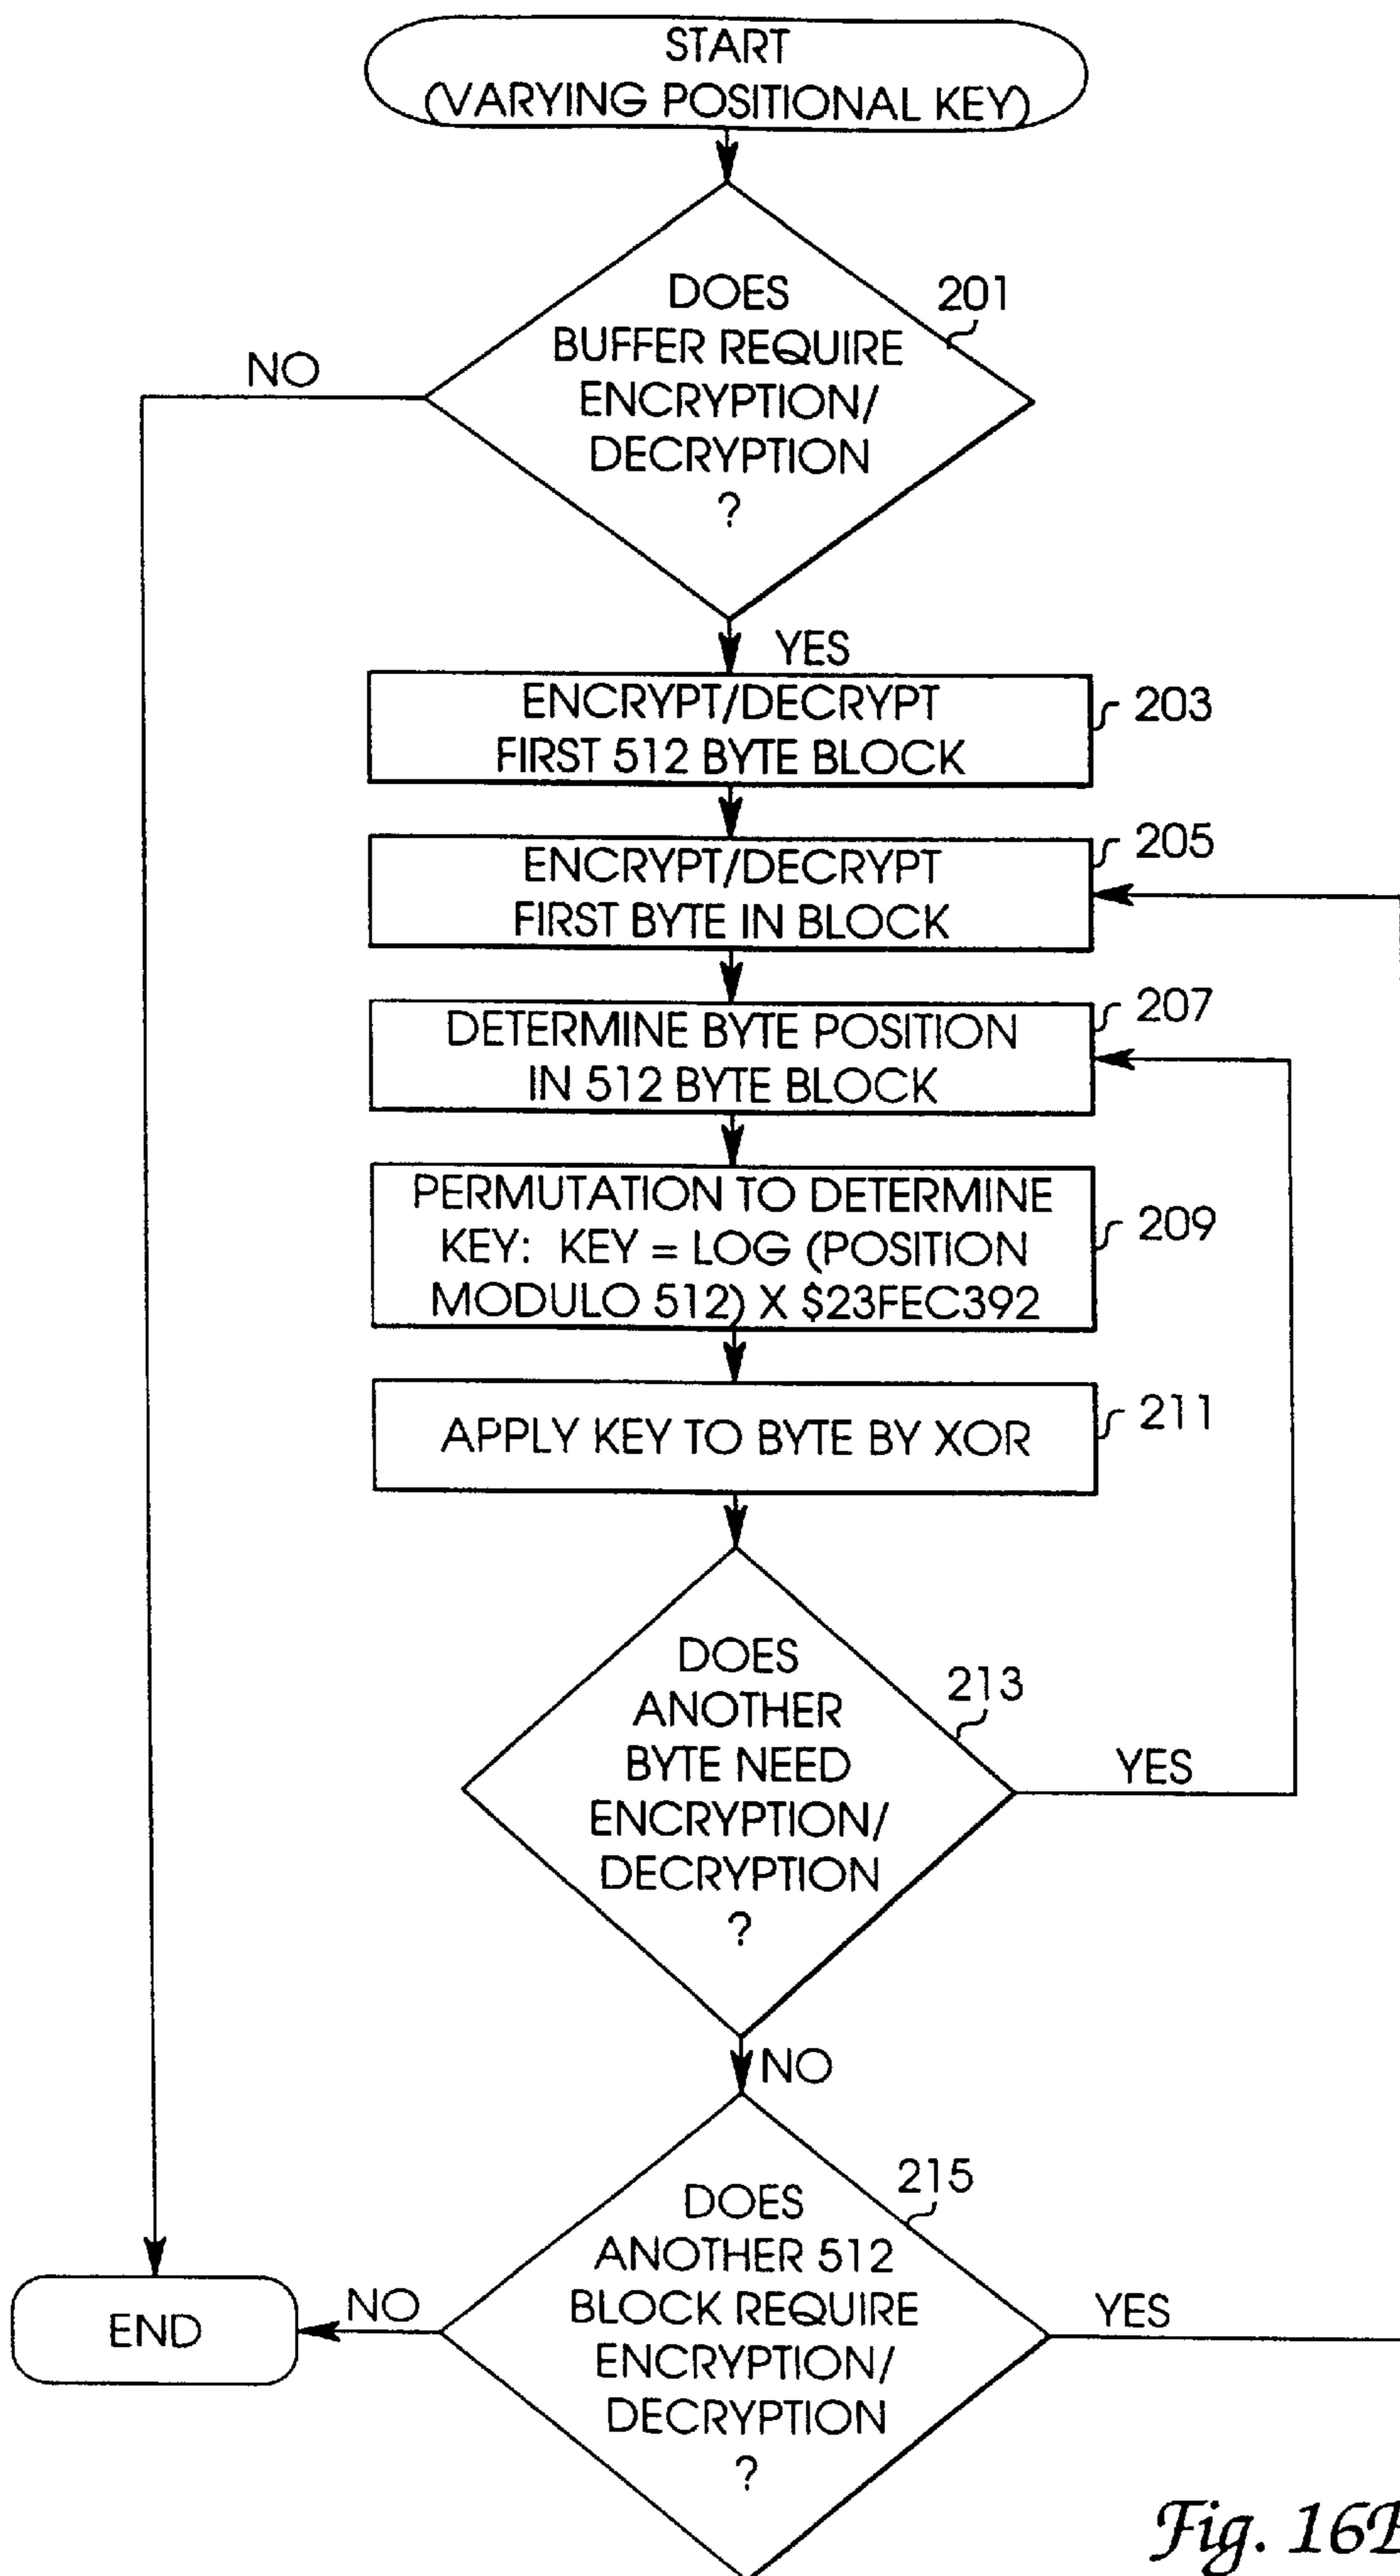 START
(VARYING POSITIONAL KEY)
DOES
BUFFER REQUIRE
ENCRYPTION/
DECRYPTION
?
201
NO
YES
ENCRYPT/DECRYPT
FIRST 512 BYTE BLOCK
203
ENCRYPT/DECRYPT
FIRST BYTE IN BLOCK
205
DETERMINE BYTE POSITION
IN 512 BYTE BLOCK
207
PERMUTATION TO DETERMINE
KEY: KEY = LOG (POSITION
MODULO 512) X $23FEC392
209
APPLY KEY TO BYTE BY XOR
211
DOES
ANOTHER
BYTE NEED
ENCRYPTION/
DECRYPTION
?
213
YES
NO
DOES
ANOTHER 512
BLOCK REQUIRE
ENCRYPTION/
DECRYPTION
?
215
YES
NO
END
Fig.